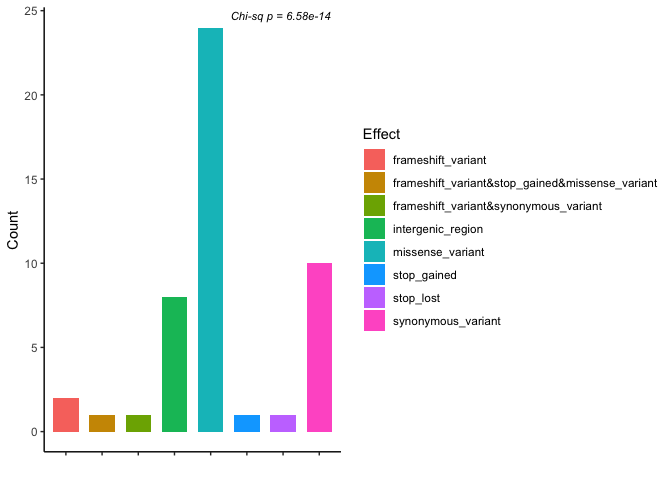 Chi-sq p = 6.58e-14
25
20
15
10
5
0
Count
Effect
frameshift_variant
frameshift_variant&stop_gained&missense_variant
frameshift_variant&synonymous_variant
intergenic_region
missense_variant
stop_gained
stop_lost
synonymous_variant